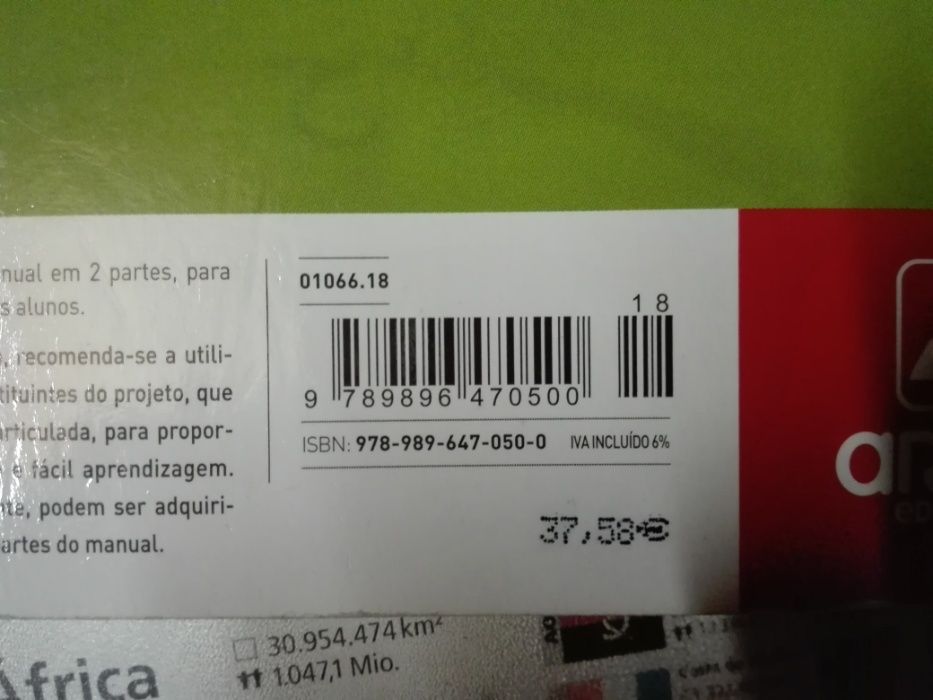 nual em 2 partes, para
s alunos.
recomenda-se a utili-
tituintes do projeto, que
articulada, para propor-
e fácil aprendizagem.
podem ser adquiri-
artes do manual.
01066.18
18
9 789896 470500
ISBN: 978-989-647-050-0 IVA INCLUÍDO 6%
37,58€
África
30.954.474 km²
1.047,1 Mio.